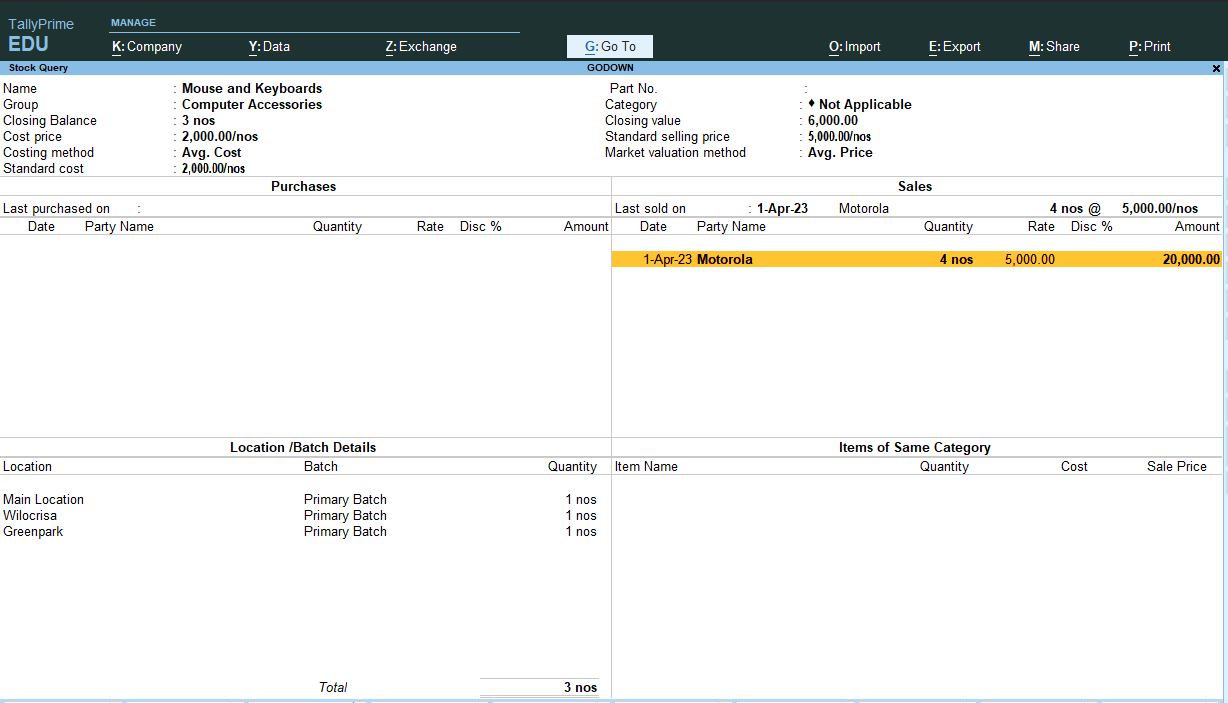 TallyPrime
EDU
MANAGE
K: Company Y: Data Z: Exchange G: Go To O: Import E: Export M: Share P: Print
Stock Query GODOWN ×
Name : Mouse and Keyboards Part No. :
Group : Computer Accessories Category : ♦ Not Applicable
Closing Balance : 3 nos Closing value : 6,000.00
Cost price : 2,000.00/nos Standard selling price : 5,000.00/nos
Costing method : Avg. Cost Market valuation method : Avg. Price
Standard cost : 2,000.00/nos
Purchases Sales
Last purchased on : Last sold on : 1-Apr-23 Motorola 4 nos @ 5,000.00/nos
Date Party Name Quantity Rate Disc % Amount Date Party Name Quantity Rate Disc % Amount
1-Apr-23 Motorola 4 nos 5,000.00 20,000.00
Location /Batch Details Items of Same Category
Location Batch Quantity Item Name Quantity Cost Sale Price
Main Location Primary Batch 1 nos
Wilocrisa Primary Batch 1 nos
Greenpark Primary Batch 1 nos
Total 3 nos